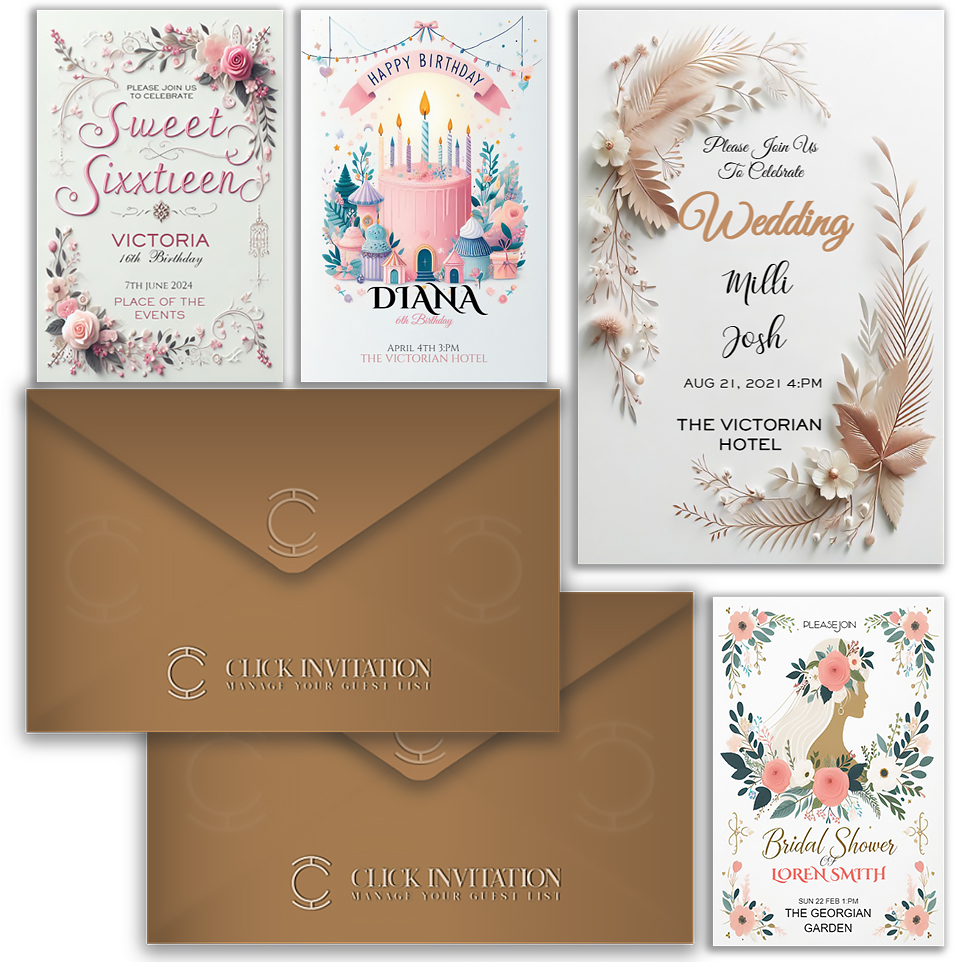 PLEASE JOIN US
TO CELEBRATE
Sweet
Sixxtieen
VICTORIA
16th Birthday
7TH JUNE 2024
PLACE OF THE
EVENTS
HAPPY BIRTHDAY
DIANA
6th Birthday
APRIL 4TH 3:PM
THE VICTORIAN HOTEL
Please Join Us
To Celebrate
Wedding
Milli
Josh
AUG 21, 2021 4:PM
THE VICTORIAN
HOTEL
CLICK INVITATION
MANAGE YOUR GUEST LIST
CLICK INVITATION
MANAGE YOUR GUEST LIST
PLEASE JOIN
Bridal Shower
Of
LOREN SMITH
SUN 22 FEB 1:PM
THE GEORGIAN
GARDEN